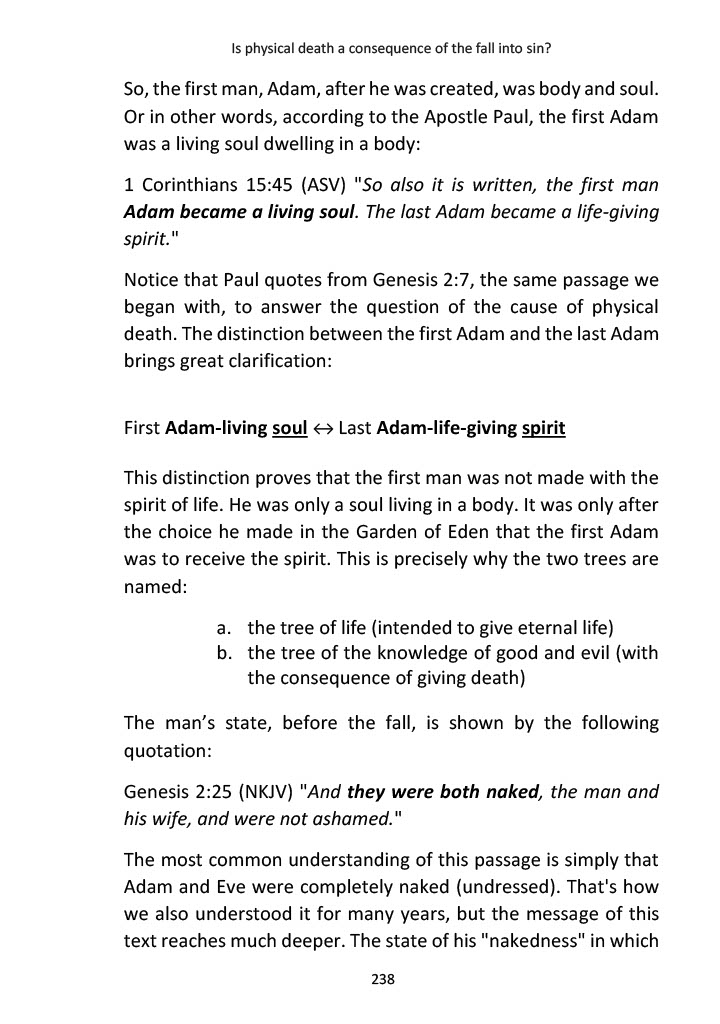 Is physical death a consequence of the fall into sin?
So, the first man, Adam, after he was created, was body and soul.
Or in other words, according to the Apostle Paul, the first Adam
was a living soul dwelling in a body:
1 Corinthians 15:45 (ASV) "So also it is written, the first man
Adam became a living soul. The last Adam became a life-giving
spirit."
Notice that Paul quotes from Genesis 2:7, the same passage we
began with, to answer the question of the cause of physical
death. The distinction between the first Adam and the last Adam
brings great clarification:
First Adam-living soul ↔ Last Adam-life-giving spirit
This distinction proves that the first man was not made with the
spirit of life. He was only a soul living in a body. It was only after
the choice he made in the Garden of Eden that the first Adam
was to receive the spirit. This is precisely why the two trees are
named:
a. the tree of life (intended to give eternal life)
b. the tree of the knowledge of good and evil (with
the consequence of giving death)
The man’s state, before the fall, is shown by the following
quotation:
Genesis 2:25 (NKJV) "And they were both naked, the man and
his wife, and were not ashamed."
The most common understanding of this passage is simply that
Adam and Eve were completely naked (undressed). That's how
we also understood it for many years, but the message of this
text reaches much deeper. The state of his "nakedness" in which
238